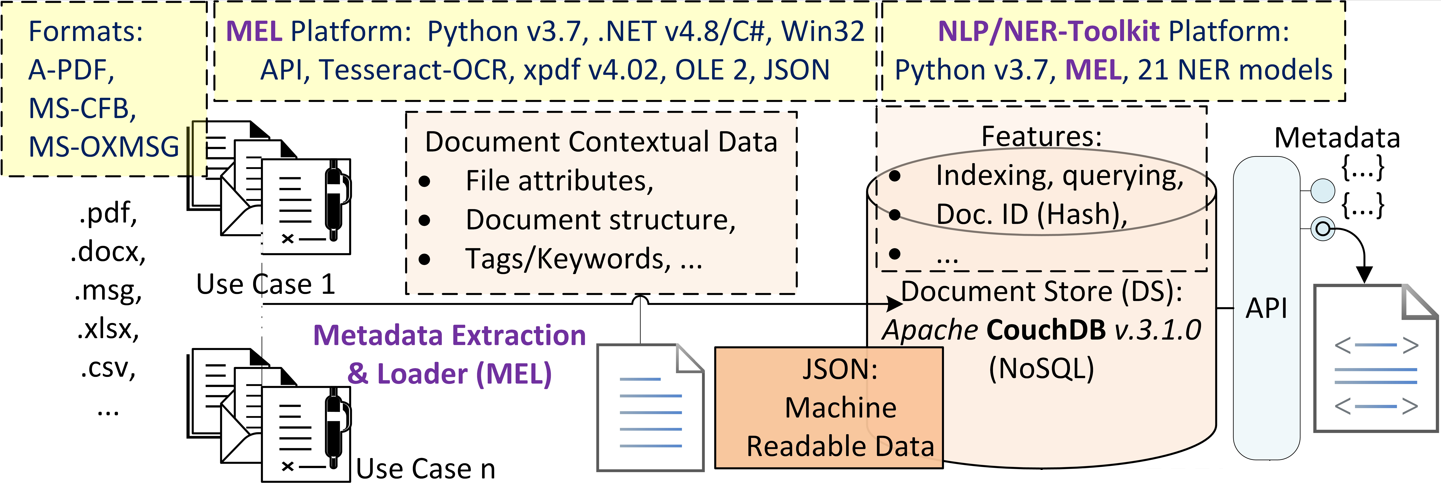 Formats:
A-PDF,
MS-CFB,
MS-OXMSG
MEL Platform: Python v3.7, .NET v4.8/C#, Win32
API, Tesseract-OCR, xpdf v4.02, OLE 2, JSON
NLP/NER-Toolkit Platform:
Python v3.7, MEL, 21 NER models
.pdf,
.docx,
.msg,
.xlsx,
.csv,
...
Use Case 1
Use Case n
Document Contextual Data
• File attributes,
• Document structure,
• Tags/Keywords, ...
Metadata Extraction
& Loader (MEL)
JSON:
Machine
Readable Data
Features:
• Indexing, querying,
• Doc. ID (Hash),
• ...
Document Store (DS):
Apache CouchDB v.3.1.0
(NoSQL)
API
Metadata
{...}
{...}